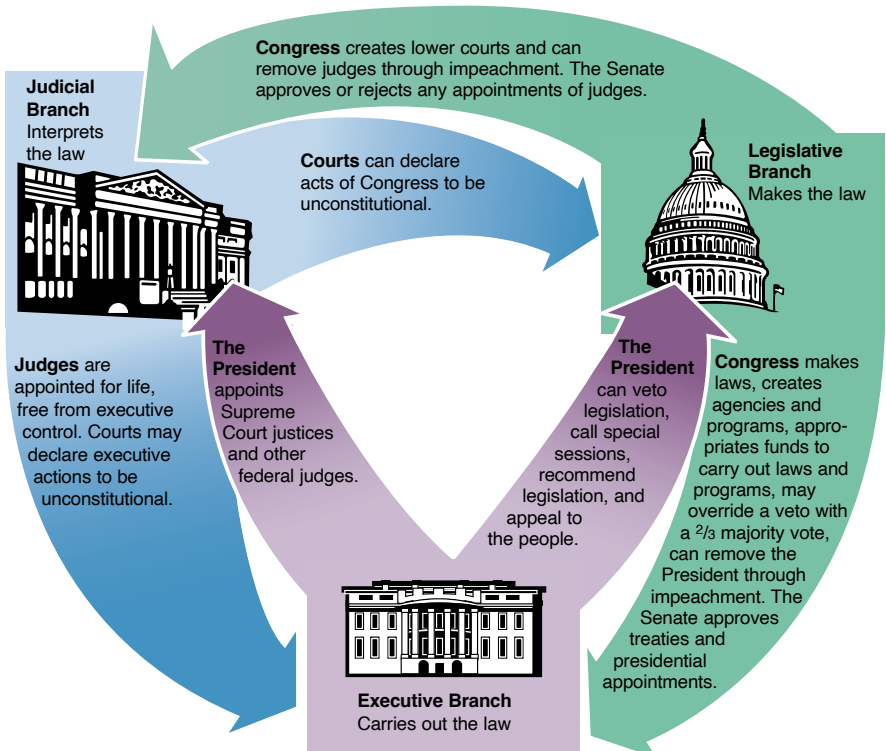 Congress creates lower courts and can
remove judges through impeachment. The Senate
approves or rejects any appointments of judges.
Judicial
Branch
Interprets
the law
Courts can declare
acts of Congress to be
unconstitutional.
Legislative
Branch
Makes the law
Judges are
appointed for life,
free from executive
control. Courts may
declare executive
actions to be
unconstitutional.
The
President
appoints
Supreme
Court justices
and other
federal judges.
The
President
can veto
legislation,
call special
sessions,
recommend
legislation, and
appeal to
the people.
Congress makes
laws, creates
agencies and
programs, appro-
priates funds to
carry out laws and
programs, may
override a veto with
a 2/3 majority vote,
can remove the
President through
impeachment. The
Senate approves
treaties and
presidential
appointments.
Executive Branch
Carries out the law